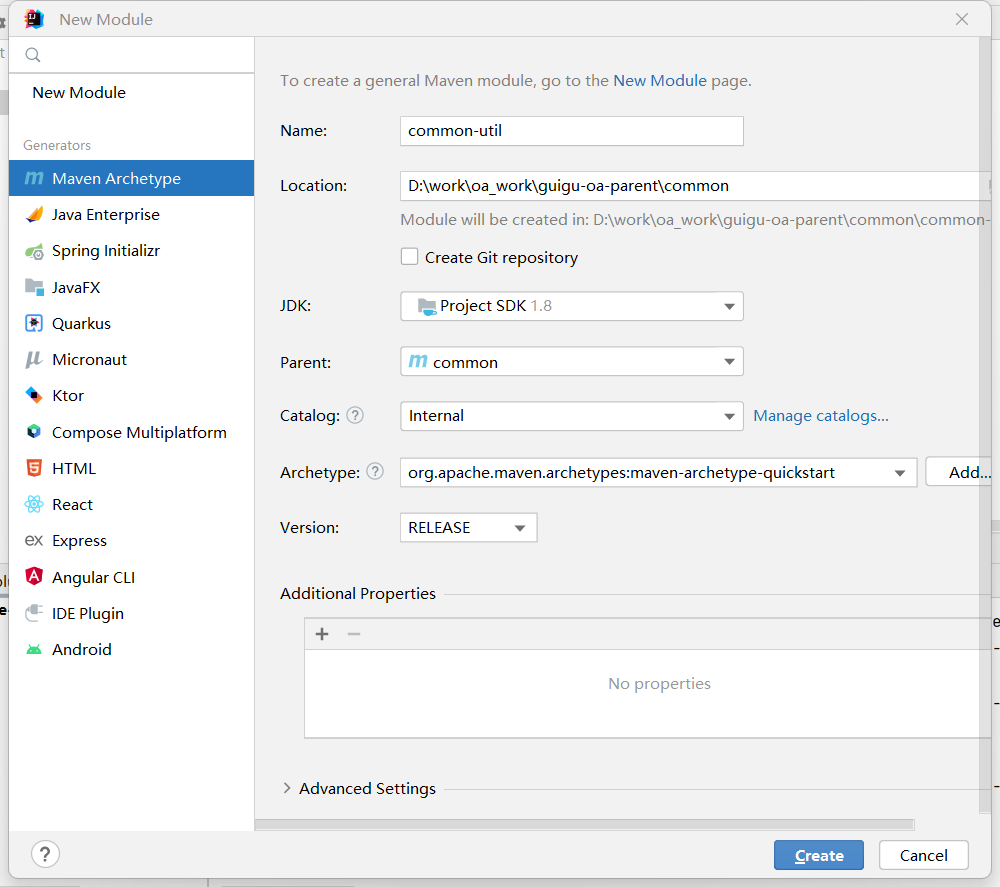 New Module
To create a general Maven module, go to the New Module page.
New Module
Generators
Maven Archetype
Java Enterprise
Spring Initializr
JavaFX
Quarkus
Micronaut
Ktor
Compose Multiplatform
HTML
React
ex Express
Angular CLI
IDE Plugin
Android
Name:
common-util
Location:
D:\work\oa_work\guigu-oa-parent\common
Module will be created in: D:\work\oa_work\guigu-oa-parent\common\common-
Create Git repository
JDK:
Project SDK 1.8
Parent:
m common
Catalog: ?
Internal
Manage catalogs...
Archetype: ?
org.apache.maven.archetypes:maven-archetype-quickstart
Add...
Version:
RELEASE
Additional Properties
No properties
Advanced Settings
?
Create
Cancel